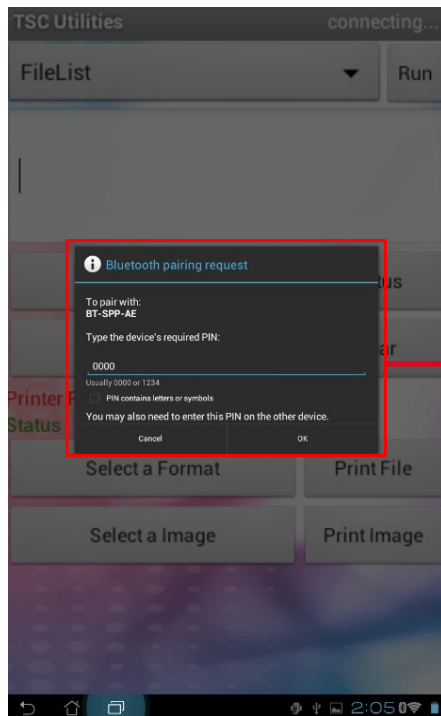 TSC Utilities connecting...
FileList Run
Bluetooth pairing request
To pair with:
BT-SPP-AE
Type the device's required PIN:
0000
Usually 0000 or 1234
PIN contains letters or symbols
You may also need to enter this PIN on the other device.
Cancel OK
tus
ar
Printer F
Status
Select a Format Print File
Select a Image Print Image
2:05